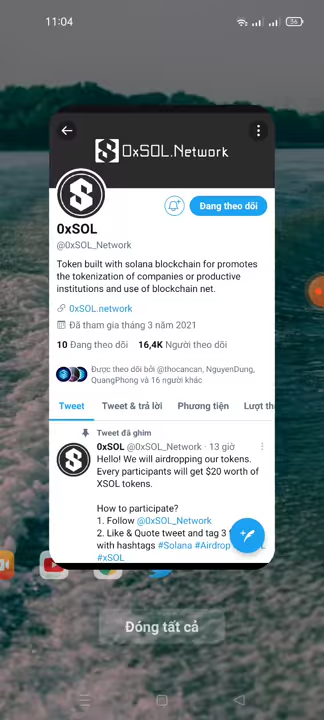 11:04
56
0xSOL.Network
Đang theo dõi
0xSOL
@0xSOL_Network
Token built with solana blockchain for promotes
the tokenization of companies or productive
institutions and use of blockchain net.
0xSOL.network
Đã tham gia tháng 3 năm 2021
10 Đang theo dõi 16,4K Người theo dõi
Được theo dõi bởi @thocancan, NguyenDung,
QuangPhong và 16 người khác
Tweet Tweet & trả lời Phương tiện Lượt th
Tweet đã ghim
0xSOL @0xSOL_Network · 13 giờ
Hello! We will airdropping our tokens.
Every participants will get $20 worth of
XSOL tokens.
How to participate?
1. Follow @0xSOL_Network
2. Like & Quote tweet and tag 3
with hashtags #Solana #Airdrop
#xSOL
Đóng tất cả